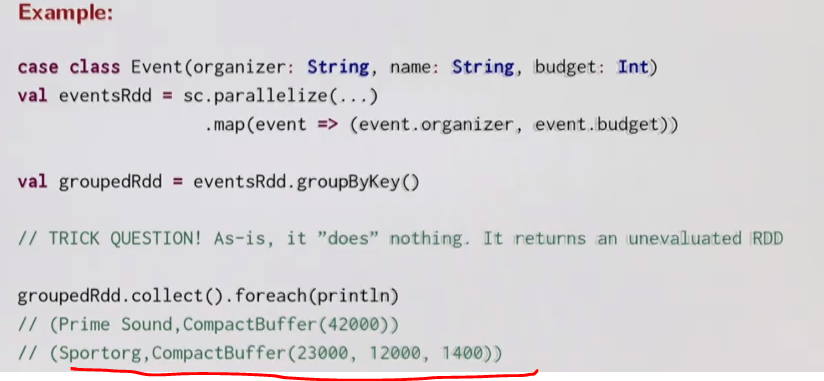 Example:
case class Event(organizer: String, name: String, budget: Int)
val eventsRdd = sc.parallelize(...)
.map(event => (event.organizer, event.budget))
val groupedRdd = eventsRdd.groupByKey()
// TRICK QUESTION! As-is, it ”does” nothing. It returns an unevaluated RDD
groupedRdd.collect().foreach(println)
// (Prime Sound,CompactBuffer(42000))
// (Sportorg,CompactBuffer(23000, 12000, 1400))